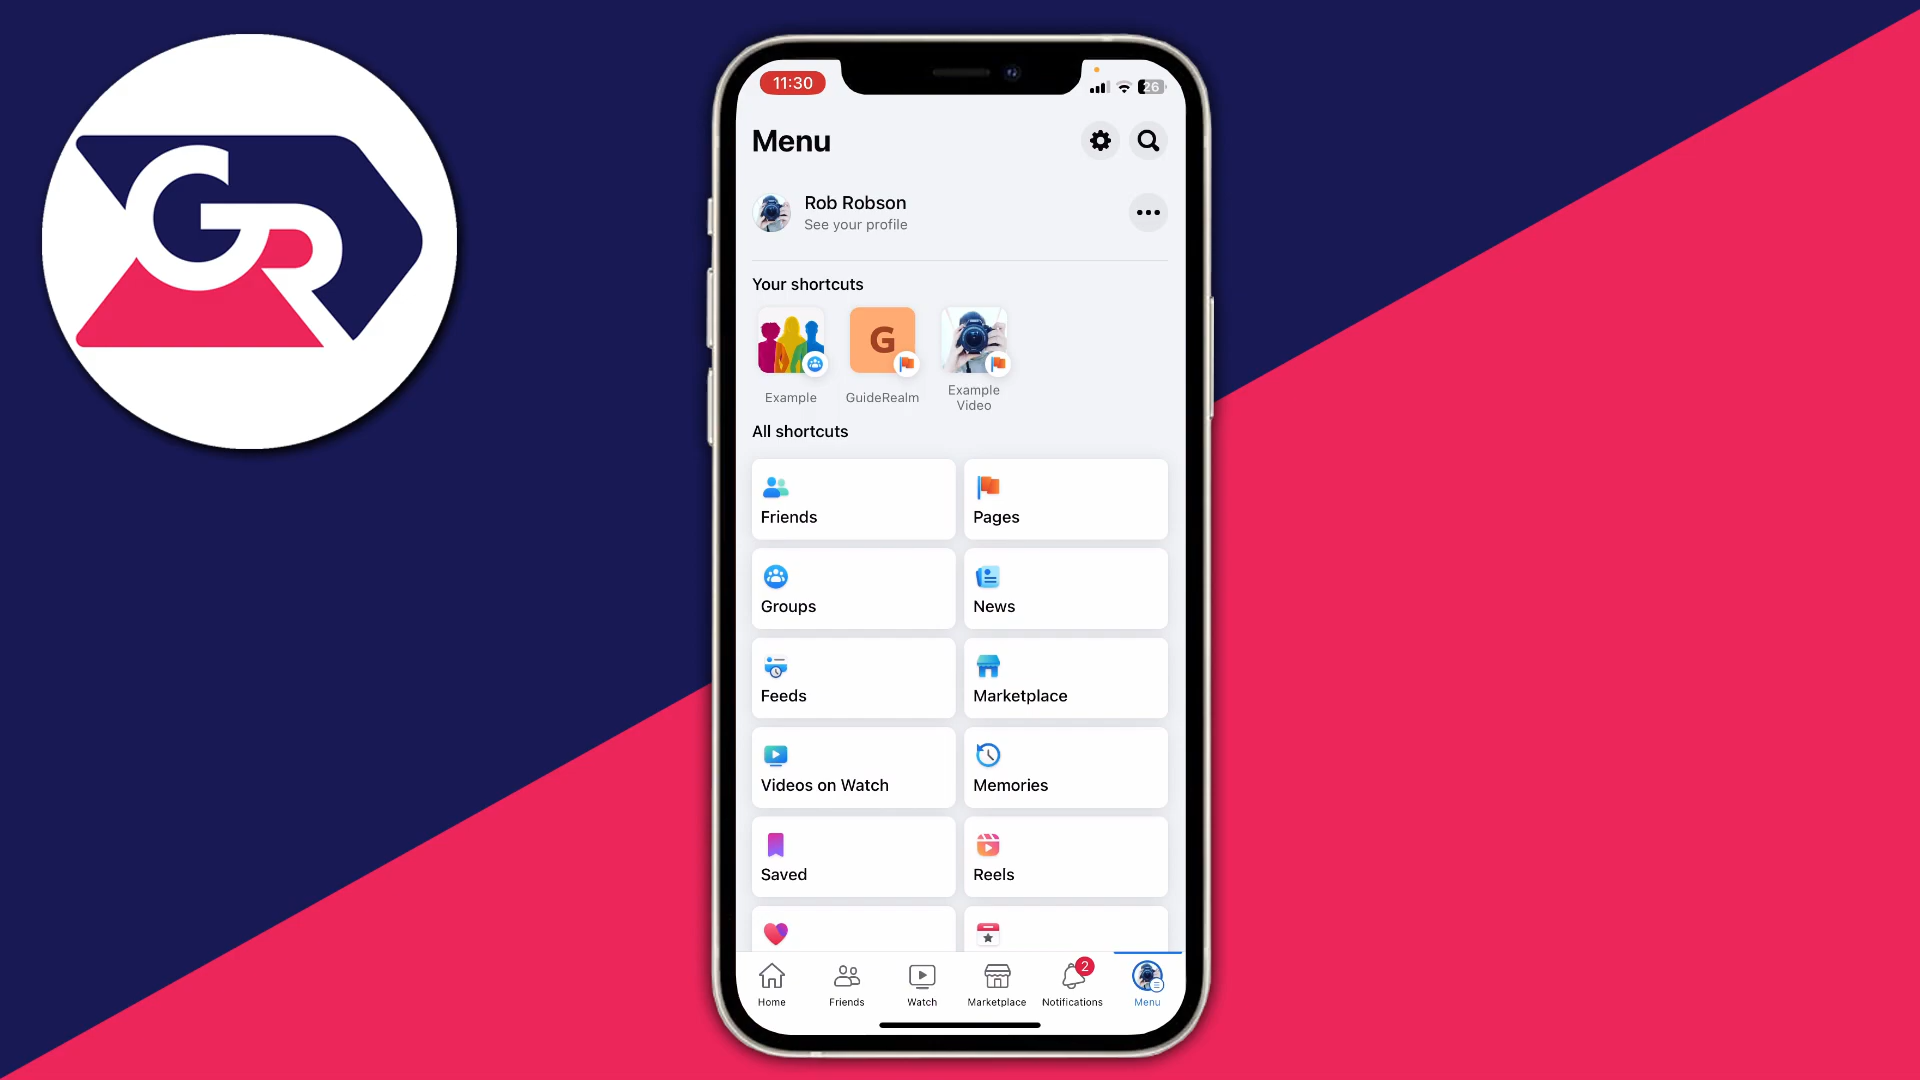 GR
11:30
26
Menu
Rob Robson
See your profile
Your shortcuts
G
Example
GuideRealm
Example
Video
All shortcuts
Friends
Pages
Groups
News
Feeds
Marketplace
Videos on Watch
Memories
Saved
Reels
2
Home
Friends
Watch
Marketplace
Notifications
Menu